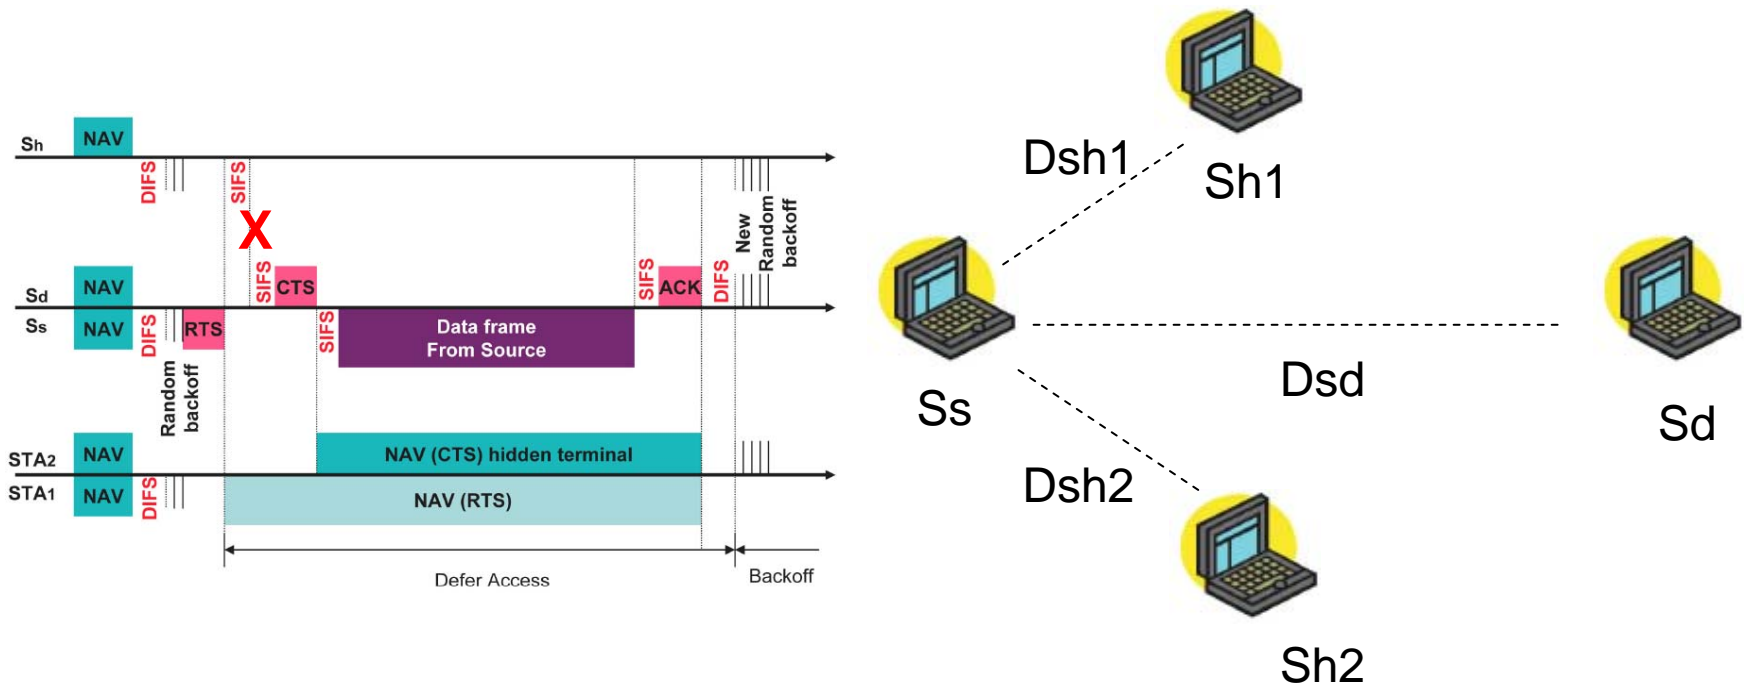 Sh
NAV
DIFS
SIFS
X
New
Random
backoff
Sd
NAV
SIFS
CTS
SIFS
ACK
DIFS
Ss
NAV
DIFS
RTS
SIFS
Data frame
From Source
Random
backoff
STA2
NAV
NAV (CTS) hidden terminal
STA1
NAV
DIFS
NAV (RTS)
Defer Access
Backoff
Dsh1
Sh1
Ss
Dsd
Sd
Dsh2
Sh2